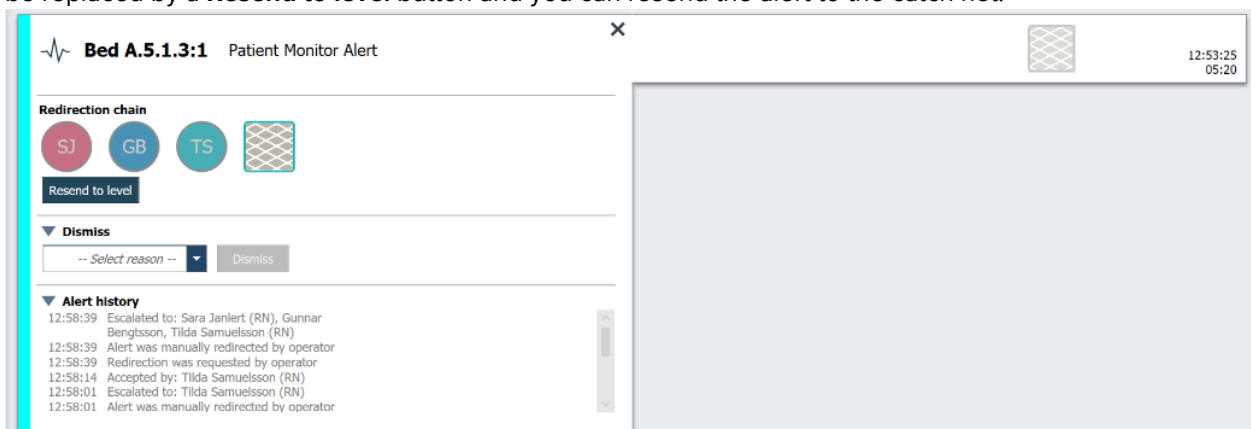 be replaced by a Resend to level button and you can resend the alert to the catch net.
Bed A.5.1.3:1 Patient Monitor Alert
12:53:25
05:20
Redirection chain
SJ GB TS
Resend to level
Dismiss
-- Select reason -- Dismiss
Alert history
12:58:39 Escalated to: Sara Janlert (RN), Gunnar
Bengtsson, Tilda Samuelsson (RN)
12:58:39 Alert was manually redirected by operator
12:58:39 Redirection was requested by operator
12:58:14 Accepted by: Tilda Samuelsson (RN)
12:58:01 Escalated to: Tilda Samuelsson (RN)
12:58:01 Alert was manually redirected by operator